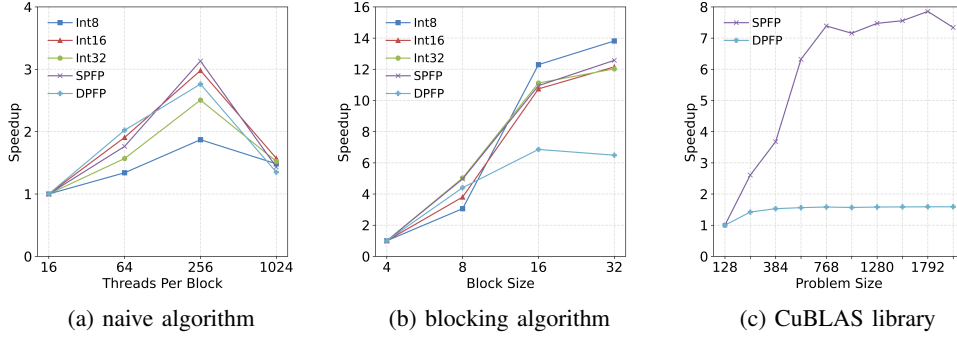 4
3
2
1
0
Speedup
Int8
Int16
Int32
SPFP
DPFP
16 64 256 1024
Threads Per Block
(a) naive algorithm
16
14
12
10
8
6
4
2
0
Speedup
Int8
Int16
Int32
SPFP
DPFP
4 8 16 32
Block Size
(b) blocking algorithm
8
7
6
5
4
3
2
1
0
Speedup
SPFP
DPFP
128 384 768 1280 1792
Problem Size
(c) CuBLAS library